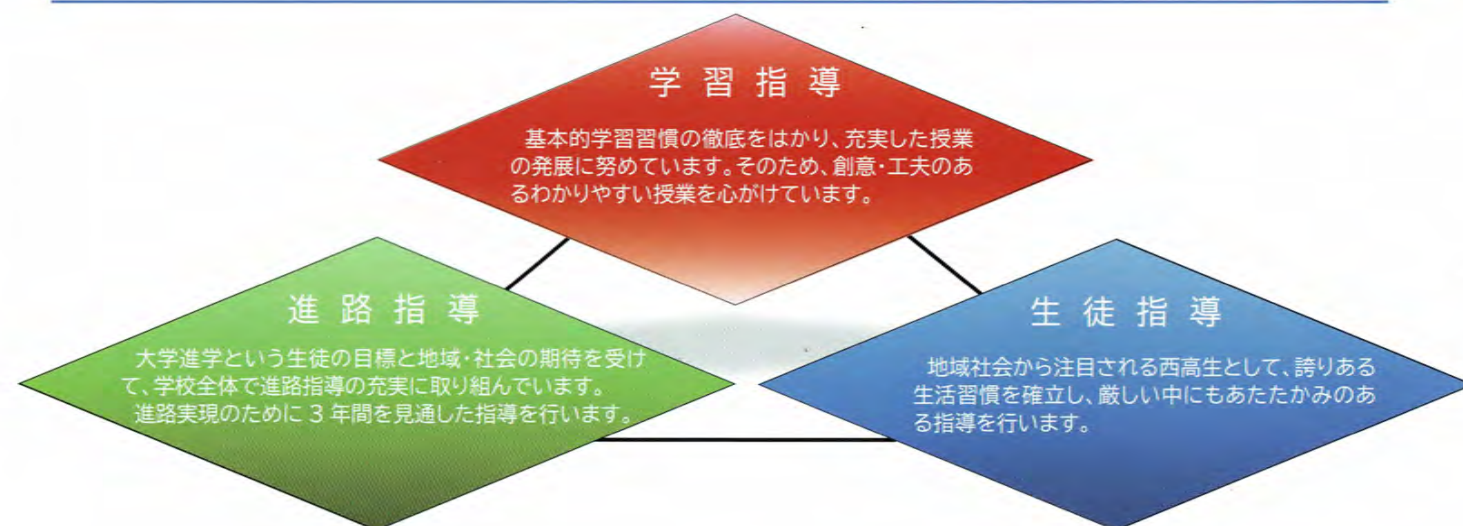 学習指導
基本的学習習慣の徹底をはかり、充実した授業
の発展に努めています。そのため、創意・工夫のあ
るわかりやすい授業を心がけています。
進路指導
大学進学という生徒の目標と地域・社会の期待を受け
て、学校全体で進路指導の充実に取り組んでいます。
進路実現のために3年間を見通した指導を行います。
生徒指導
地域社会から注目される西高生として、誇りある
生活習慣を確立し、厳しい中にもあたたかみのあ
る指導を行います。